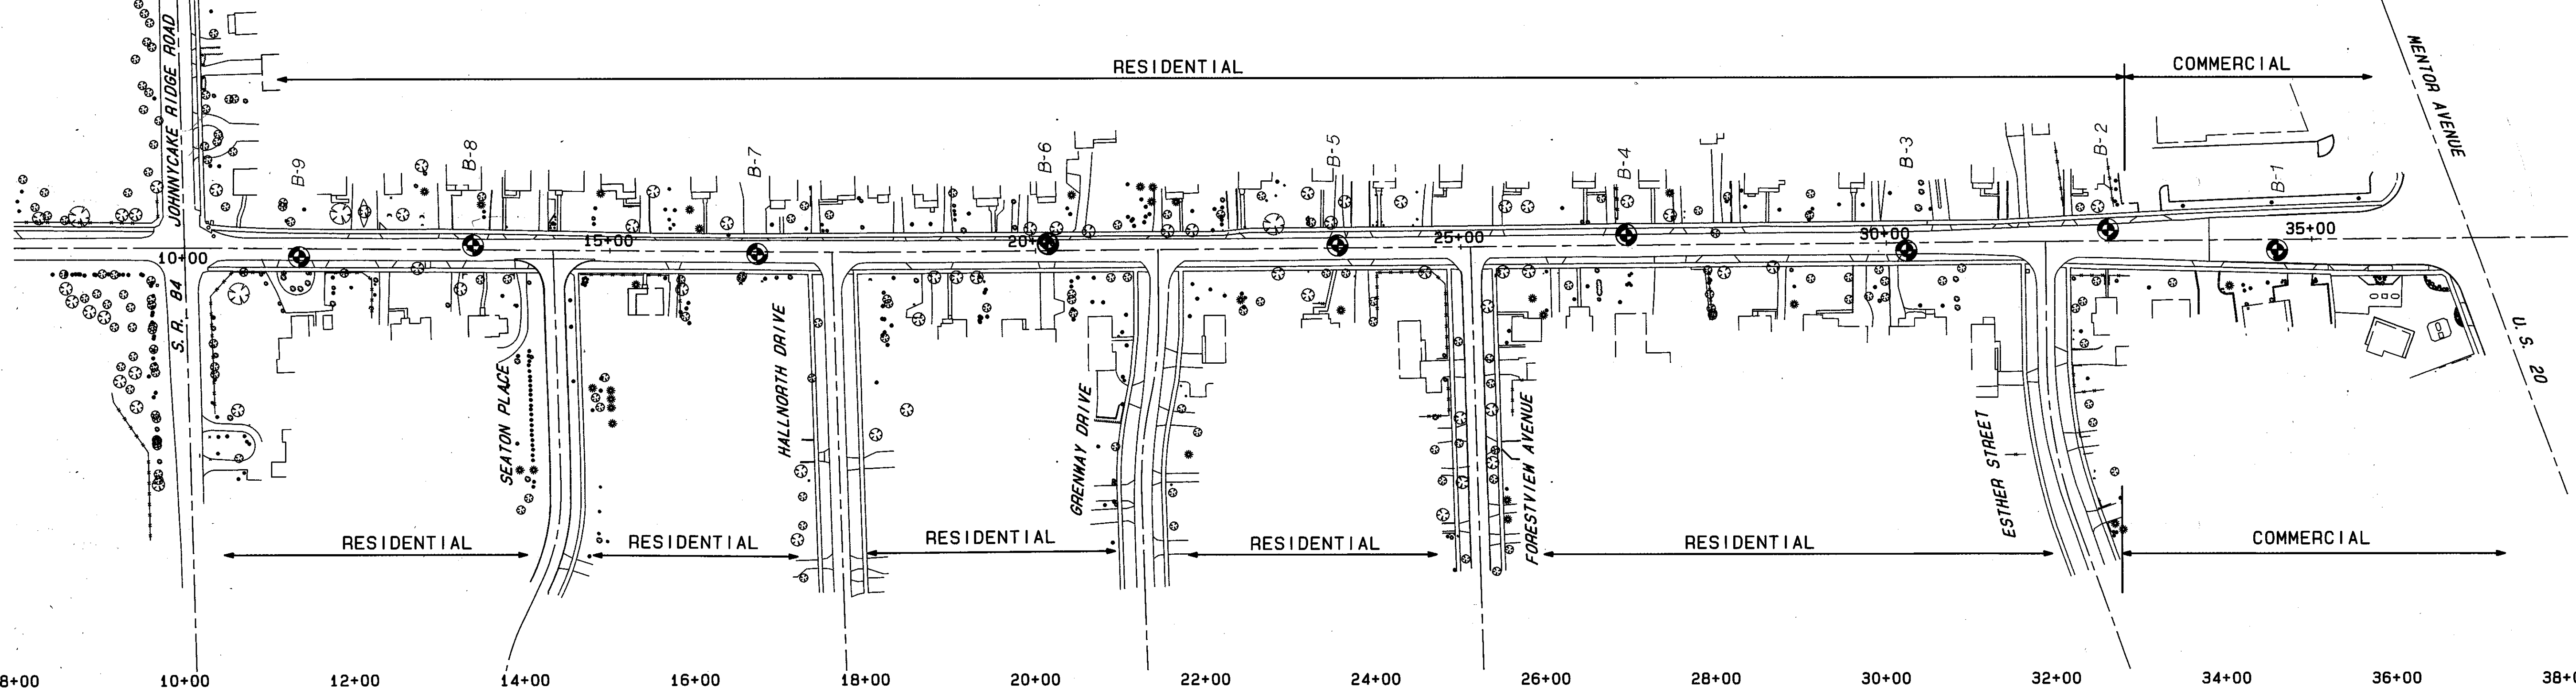 JOHNNYCAKE RIDGE ROAD
S. R. 84
RESIDENTIAL
COMMERCIAL
MENTOR AVENUE
U.S. 20
B-9
B-8
B-7
B-6
B-5
B-4
B-3
B-2
B-1
10+00
15+00
20+00
25+00
30+00
35+00
SEATON PLACE
HALLNORTH DRIVE
GRENWAY DRIVE
FORESTVIEW AVENUE
ESTHER STREET
RESIDENTIAL
RESIDENTIAL
RESIDENTIAL
RESIDENTIAL
RESIDENTIAL
COMMERCIAL
8+00 10+00 12+00 14+00 16+00 18+00 20+00 22+00 24+00 26+00 28+00 30+00 32+00 34+00 36+00